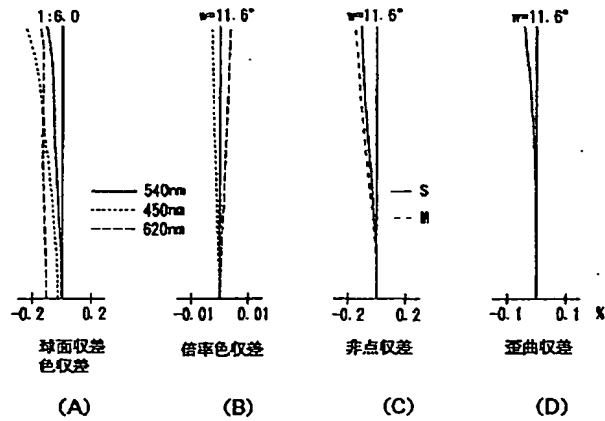 1:6.0
w=11.6°
w=11.6°
w=11.6°
540nm
450nm
620nm
S
M
-0.2 0.2
-0.01 0.01
-0.2 0.2
-0.1 0.1 %
球面収差
色収差
倍率色収差
非点収差
歪曲収差
(A)
(B)
(C)
(D)